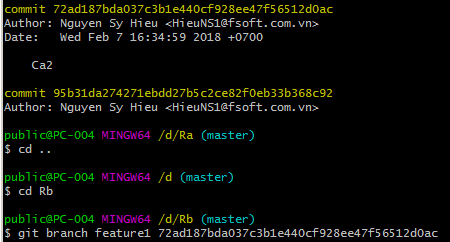 commit 72ad187bda037c3b1e440cf928ee47f56512d0ac
Author: Nguyen Sy Hieu <HieuNS1@fsoft.com.vn>
Date:   Wed Feb 7 16:34:59 2018 +0700
    Ca2
commit 95b31da274271ebdd27b5c2ce82f0eb33b368c92
Author: Nguyen Sy Hieu <HieuNS1@fsoft.com.vn>
public@PC-004 MINGW64 /d/Ra (master)
$ cd ..
public@PC-004 MINGW64 /d (master)
$ cd Rb
public@PC-004 MINGW64 /d/Rb (master)
$ git branch feature1 72ad187bda037c3b1e440cf928ee47f56512d0ac